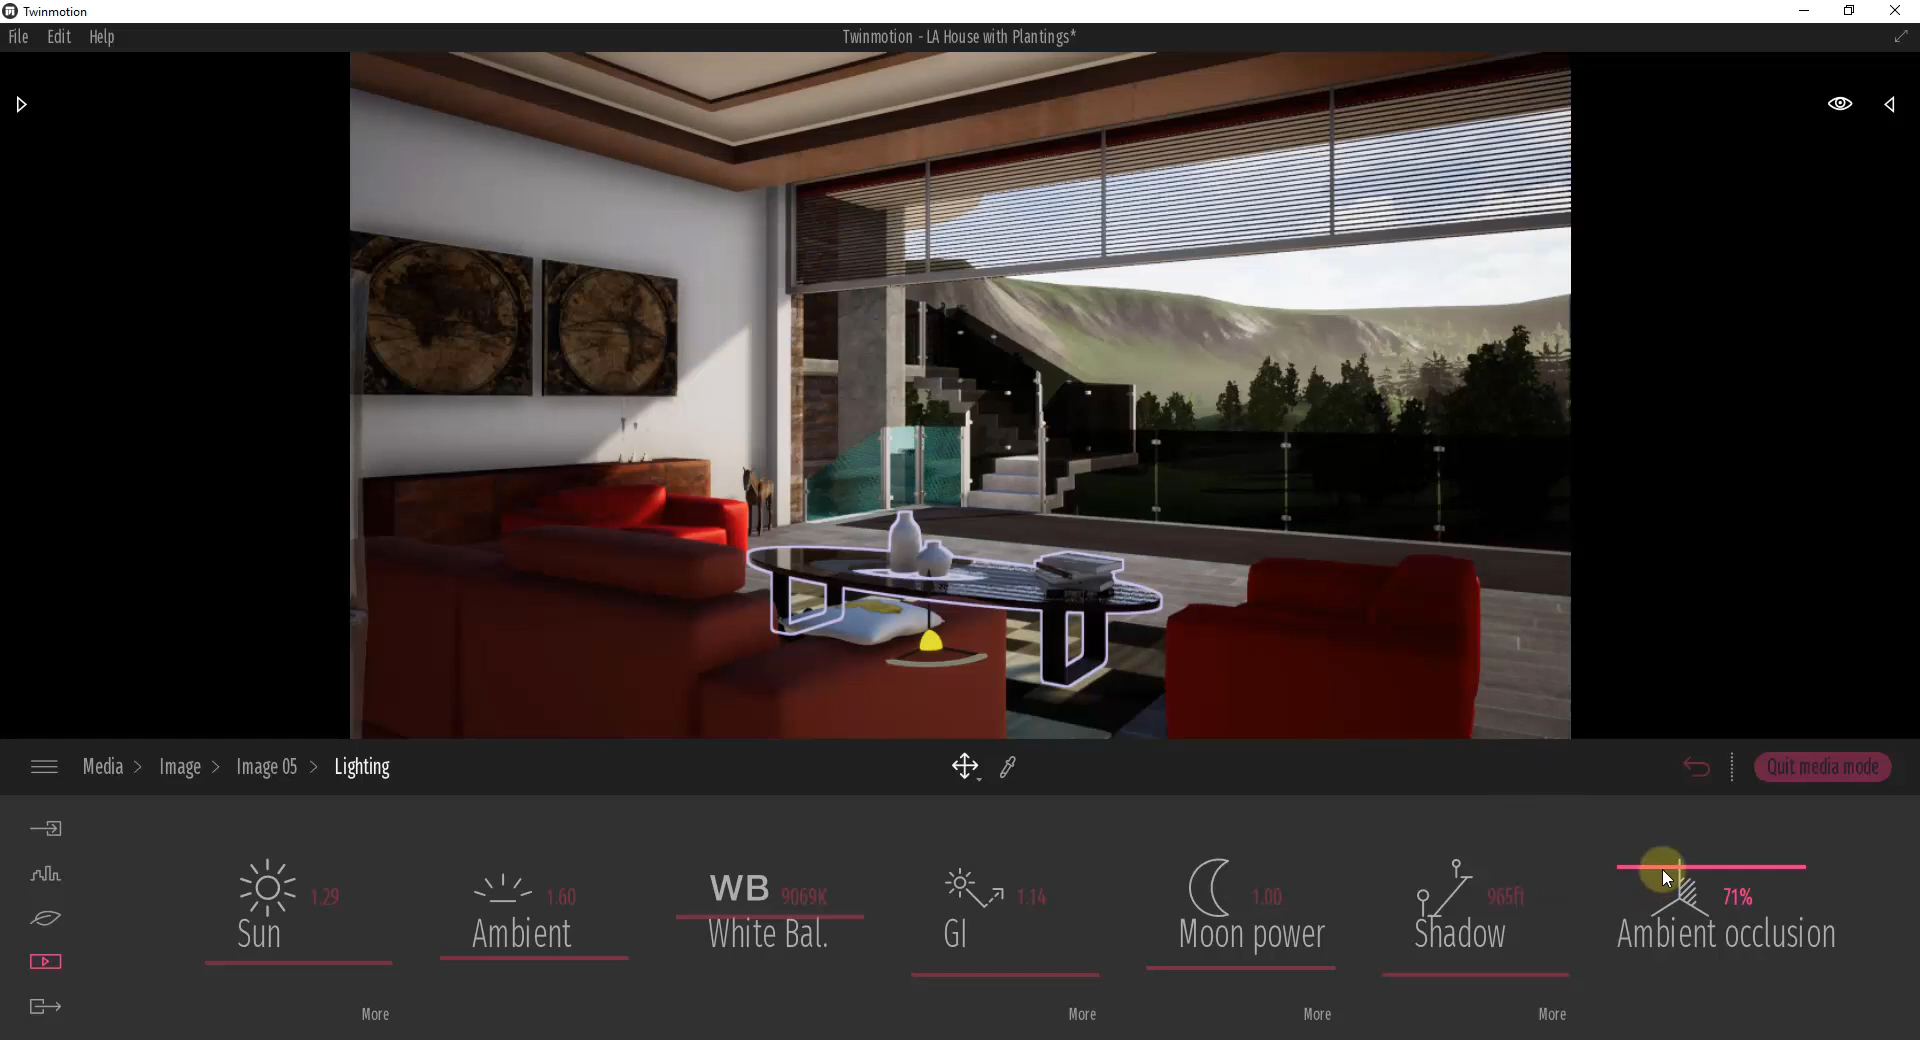 Twinmotion
File Edit Help
Twinmotion - LA House with Plantings*
Media > Image > Image 05 > Lighting
Quit media mode
1.29
Sun
1.60
Ambient
WB 9069K
White Bal.
1.14
GI
1.00
Moon power
965ft
Shadow
71%
Ambient occlusion
More
More
More
More